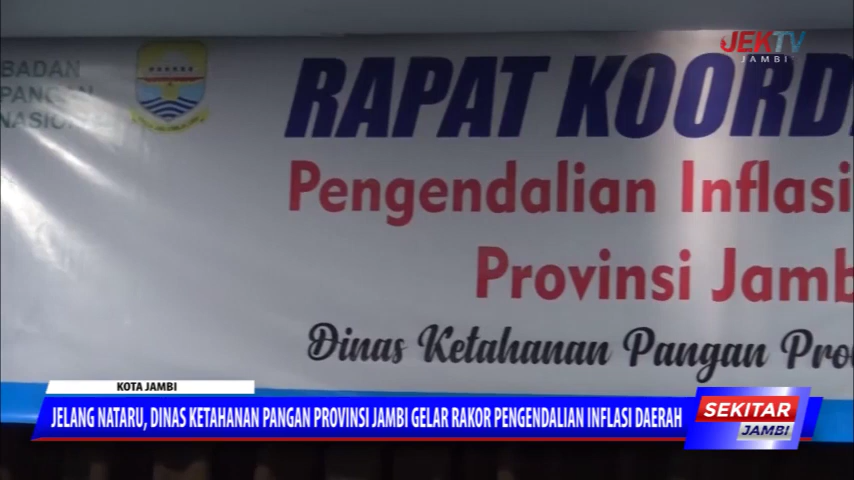 JEKTV
JAMBI
BADAN
PANGAN
NASIONAL
RAPAT KOORD
Pengendalian Inflasi
Provinsi Jamb
Dinas Ketahanan Pangan Pro
KOTA JAMBI
JELANG NATARU, DINAS KETAHANAN PANGAN PROVINSI JAMBI GELAR RAKOR PENGENDALIAN INFLASI DAERAH
SEKITAR
JAMBI